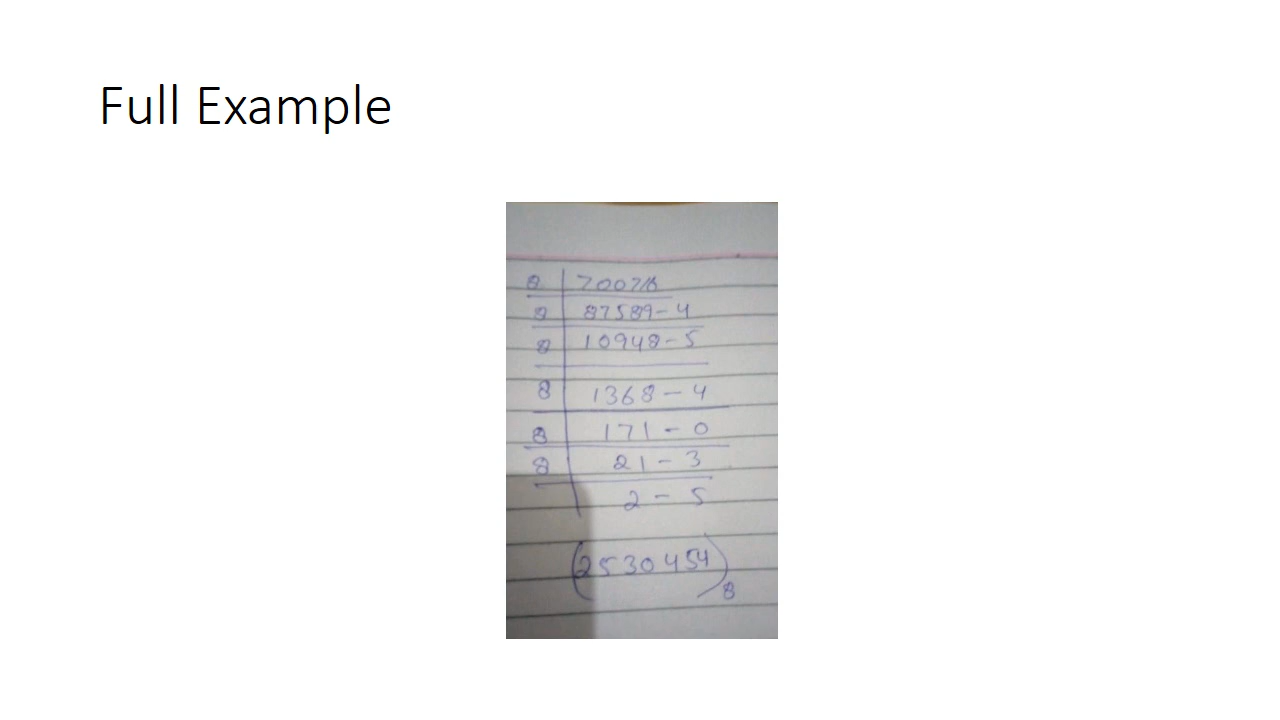 Full Example
8 700716
8 87589 - 4
8 10948 - 5
8 1368 - 4
8 171 - 0
8 21 - 3
2 - 5
(2530454)8